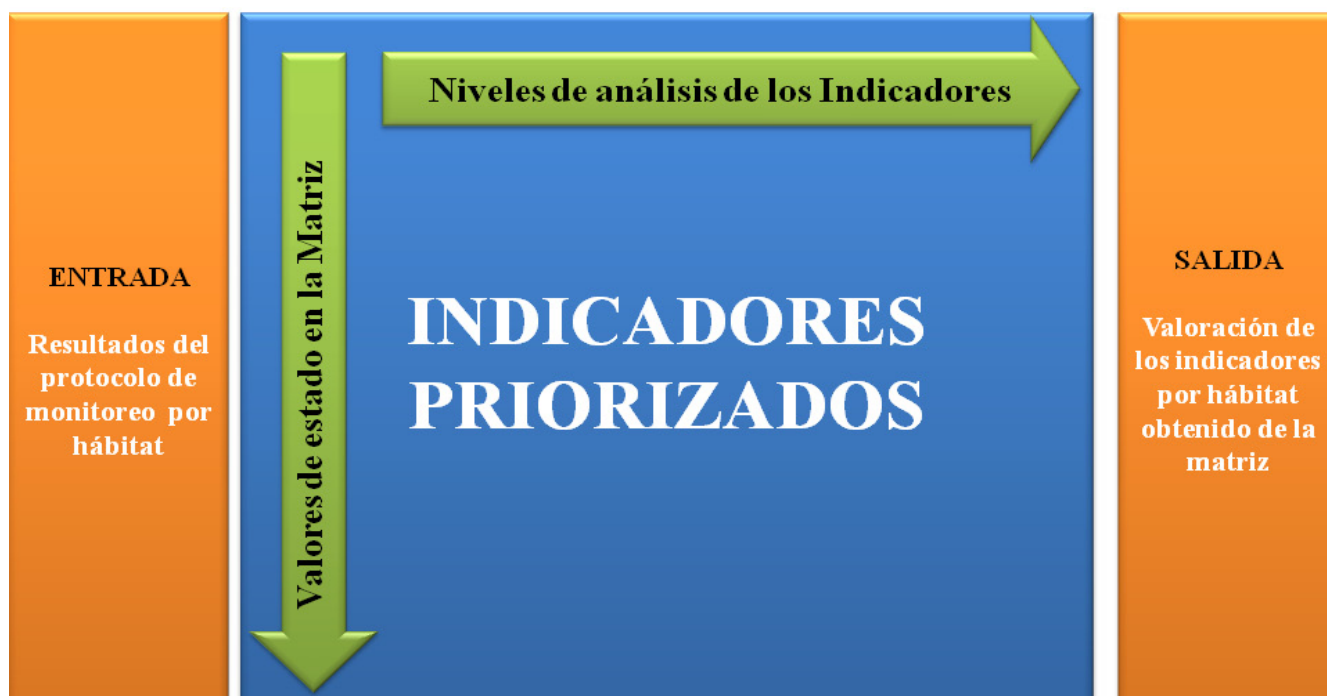 ENTRADA
Resultados del
protocolo de
monitoreo por
hábitat
Valores de estado en la Matriz
Niveles de análisis de los Indicadores
INDICADORES
PRIORIZADOS
SALIDA
Valoración de
los indicadores
por hábitat
obtenido de la
matriz